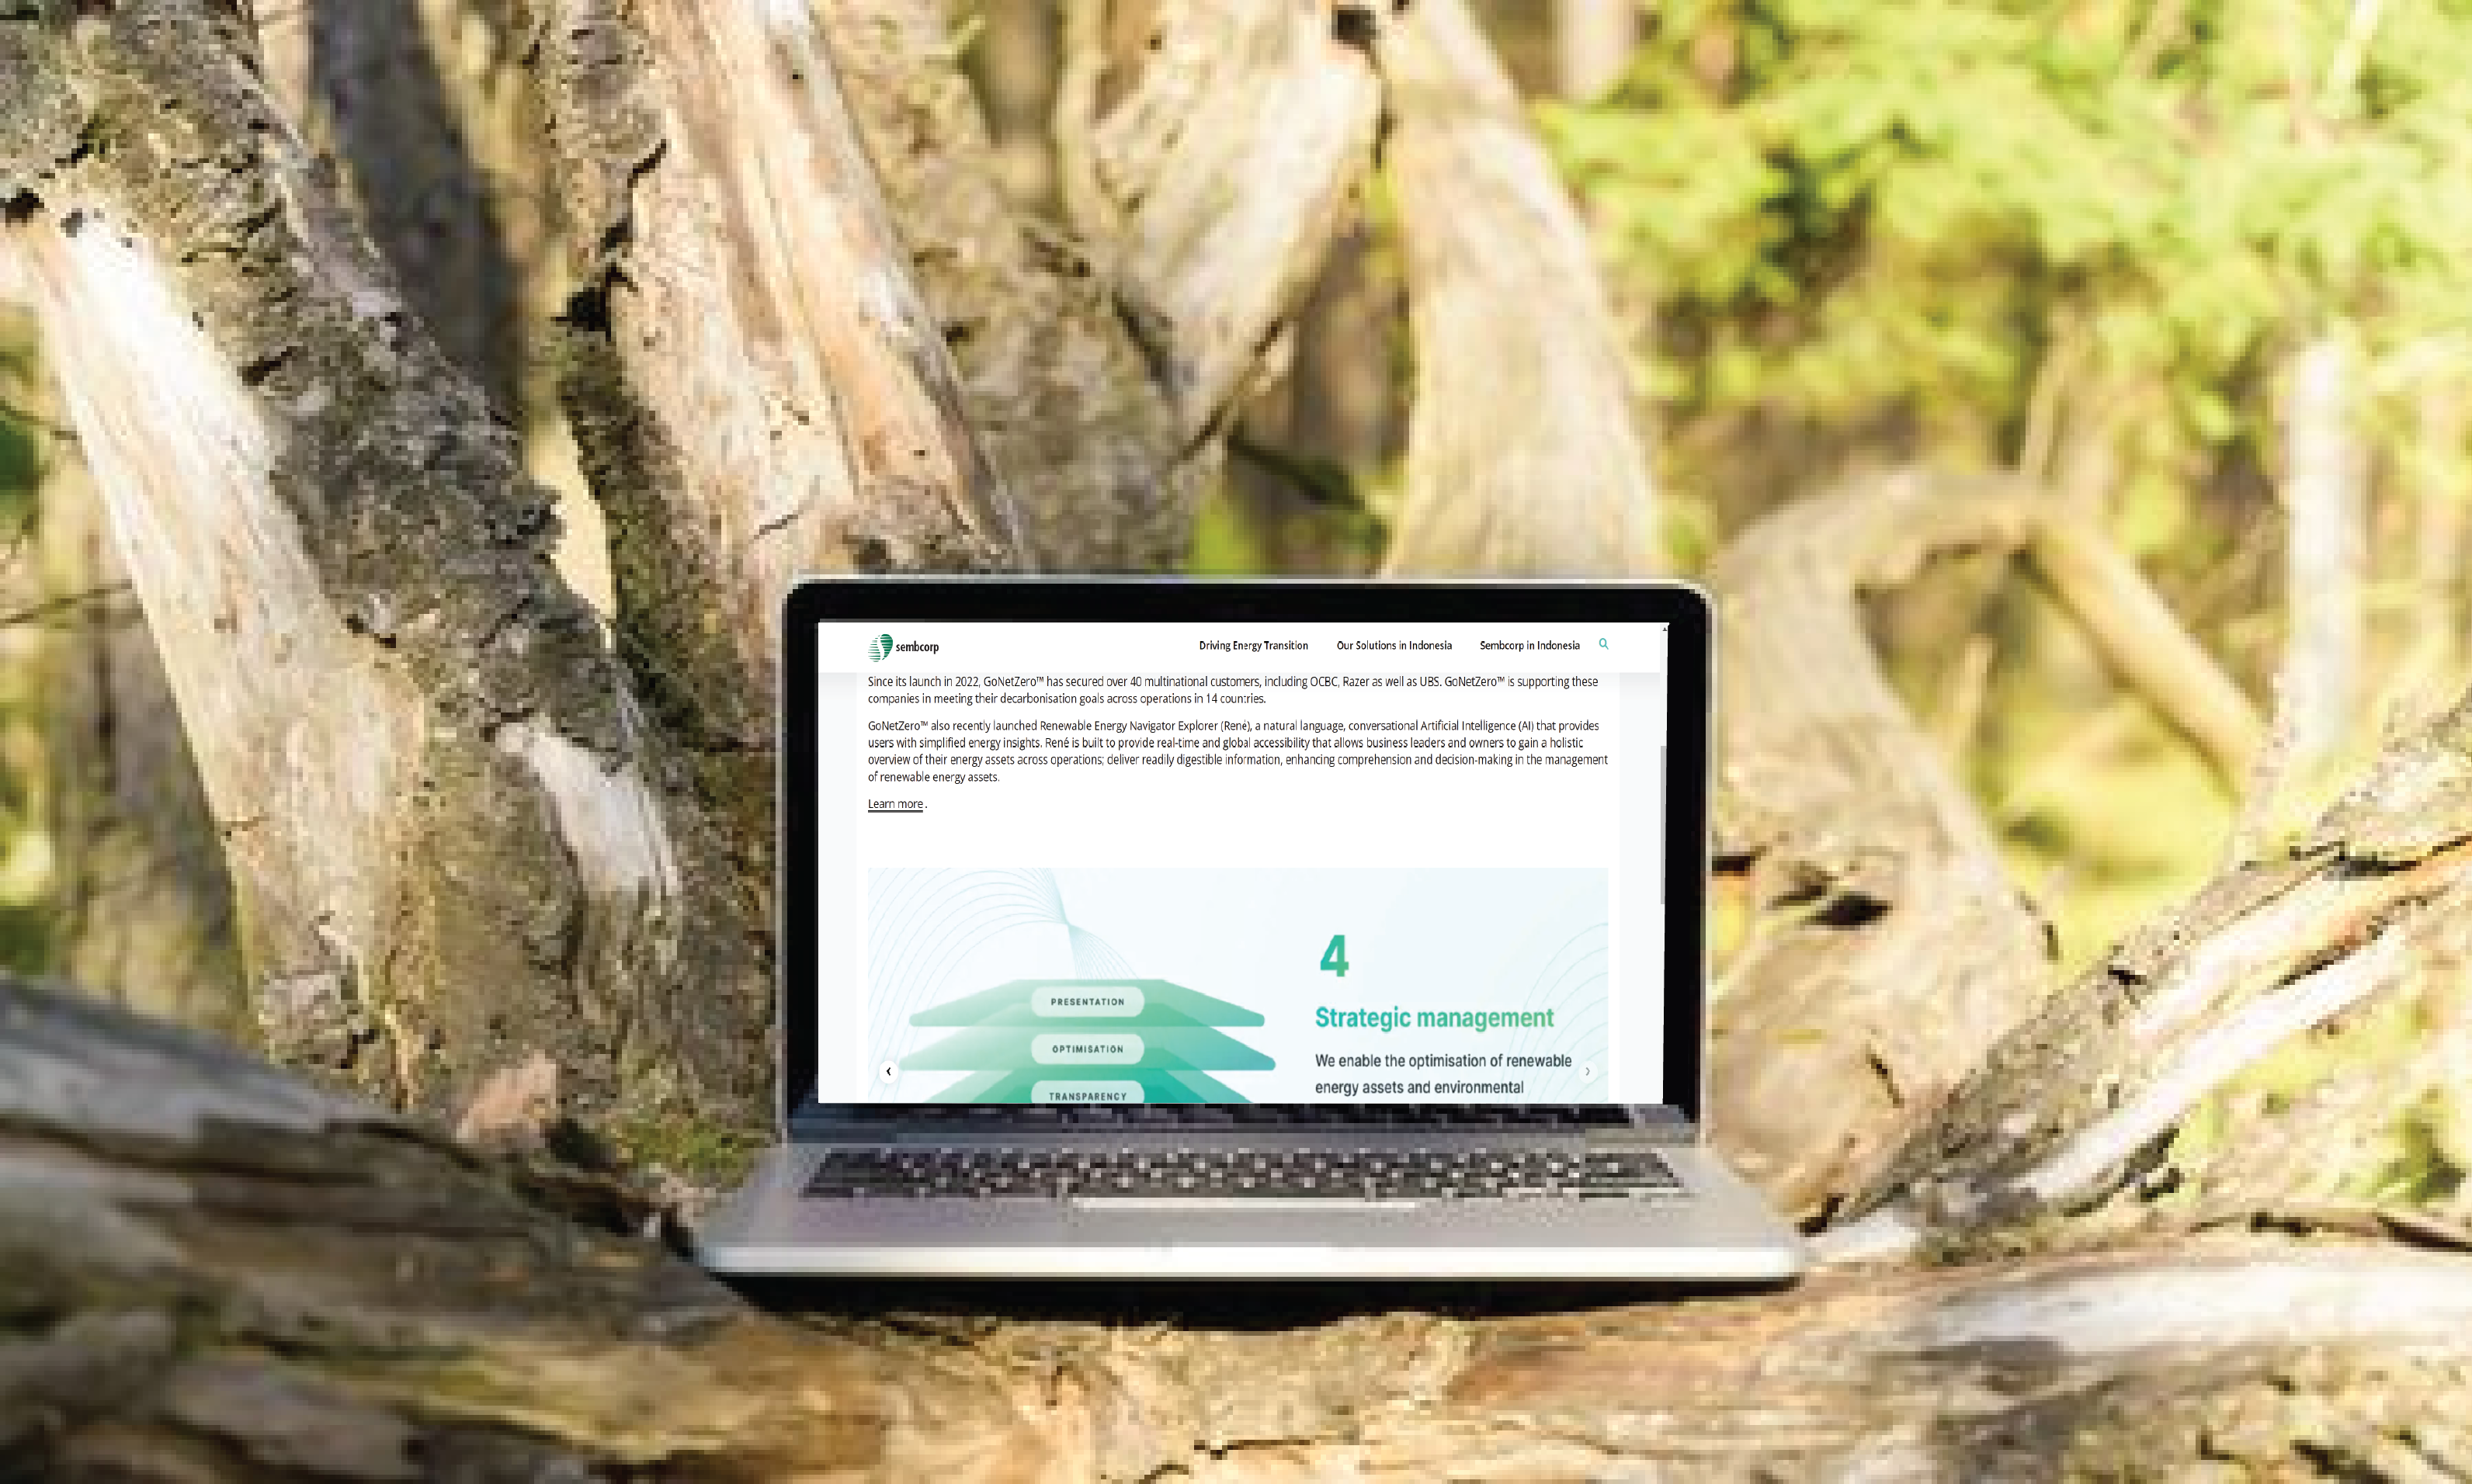 sembcorp
Driving Energy Transition
Our Solutions in Indonesia
Sembcorp in Indonesia
Since its launch in 2022, GoNetZero™ has secured over 40 multinational customers, including OCBC, Razer as well as UBS. GoNetZero™ is supporting these
companies in meeting their decarbonisation goals across operations in 14 countries.
GoNetZero™ also recently launched Renewable Energy Navigator Explorer (René), a natural language, conversational Artificial Intelligence (AI) that provides
users with simplified energy insights. René is built to provide real-time and global accessibility that allows business leaders and owners to gain a holistic
overview of their energy assets across operations; deliver readily digestible information, enhancing comprehension and decision-making in the management
of renewable energy assets.
Learn more.
PRESENTATION
OPTIMISATION
TRANSPARENCY
4
Strategic management
We enable the optimisation of renewable
energy assets and environmental